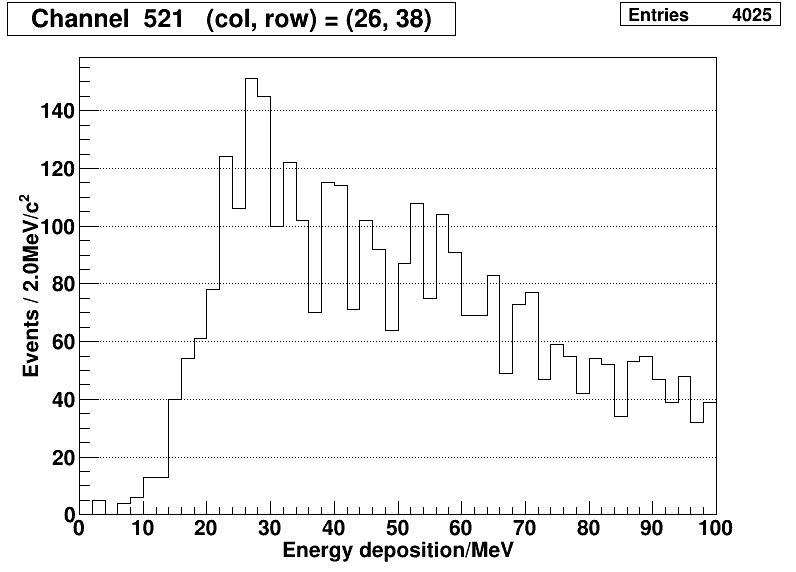 Channel 521 (col, row) = (26, 38)
Entries 4025
140
120
100
80
60
40
20
0
Events / 2.0MeV/c²
0 10 20 30 40 50 60 70 80 90 100
Energy deposition/MeV